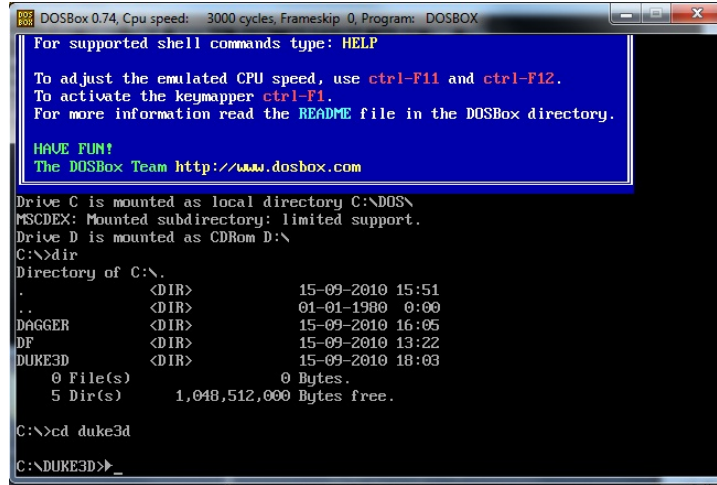 DOSBox 0.74, Cpu speed: 3000 cycles, Frameskip 0, Program: DOSBOX
For supported shell commands type: HELP
To adjust the emulated CPU speed, use ctrl-F11 and ctrl-F12.
To activate the keymapper ctrl-F1.
For more information read the README file in the DOSBox directory.
HAVE FUN!
The DOSBox Team http://www.dosbox.com
Drive C is mounted as local directory C:\DOS\
MSCDEX: Mounted subdirectory: limited support.
Drive D is mounted as CDRom D:\
C:\>dir
Directory of C:\.
. <DIR> 15-09-2010 15:51
.. <DIR> 01-01-1980 0:00
DAGGER <DIR> 15-09-2010 16:05
DF <DIR> 15-09-2010 13:22
DUKE3D <DIR> 15-09-2010 18:03
0 File(s) 0 Bytes.
5 Dir(s) 1,048,512,000 Bytes free.
C:\>cd duke3d
C:\DUKE3D>_